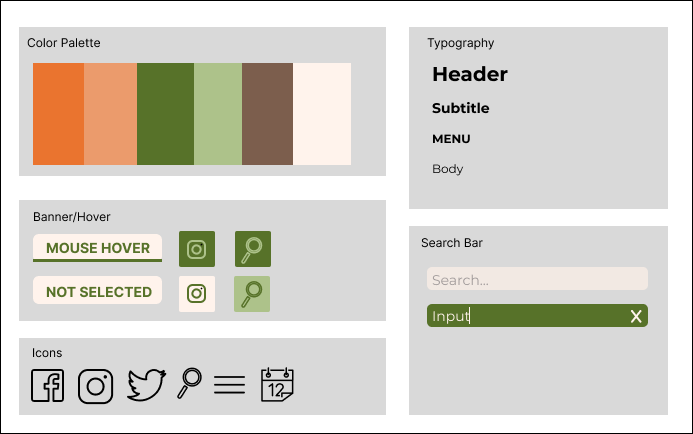 Color Palette
Banner/Hover
MOUSE HOVER
NOT SELECTED
Icons
12
Typography
Header
Subtitle
MENU
Body
Search Bar
Search...
Input
X